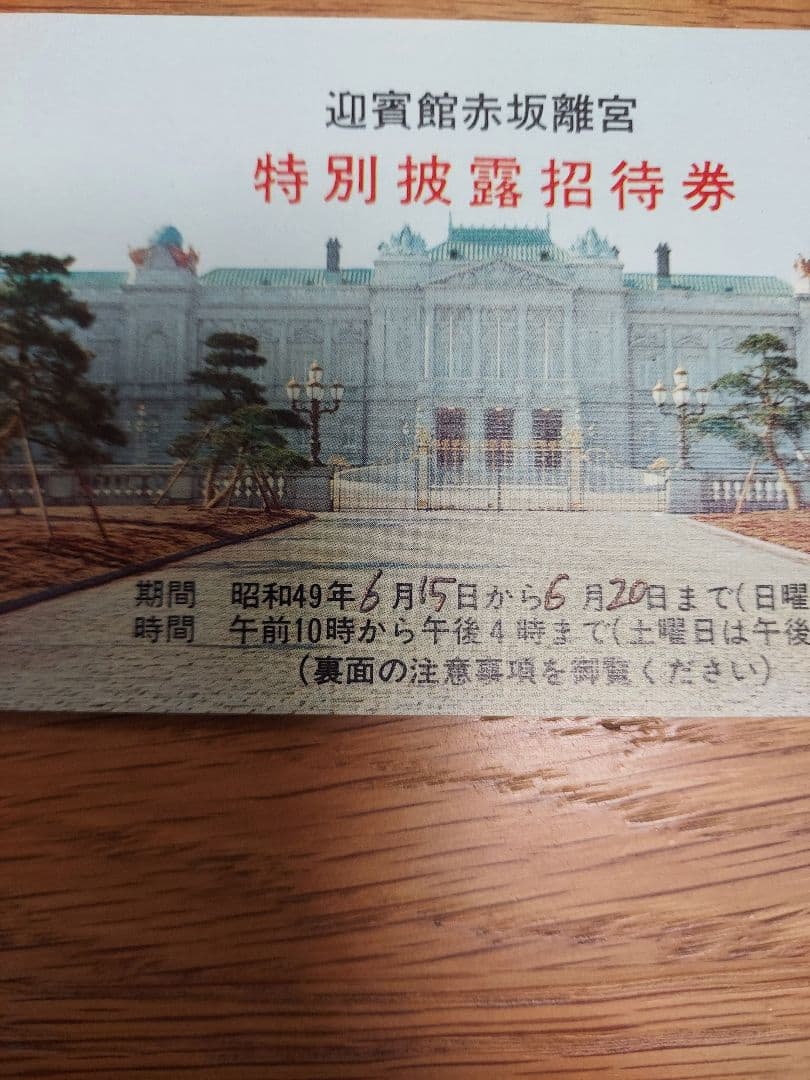 迎賓館赤坂離宮
特別披露招待券
期間 昭和49年6月15日から6月20日まで(日曜
時間 午前10時から午後4時まで(土曜日は午後
(裏面の注意事項を御覧ください)